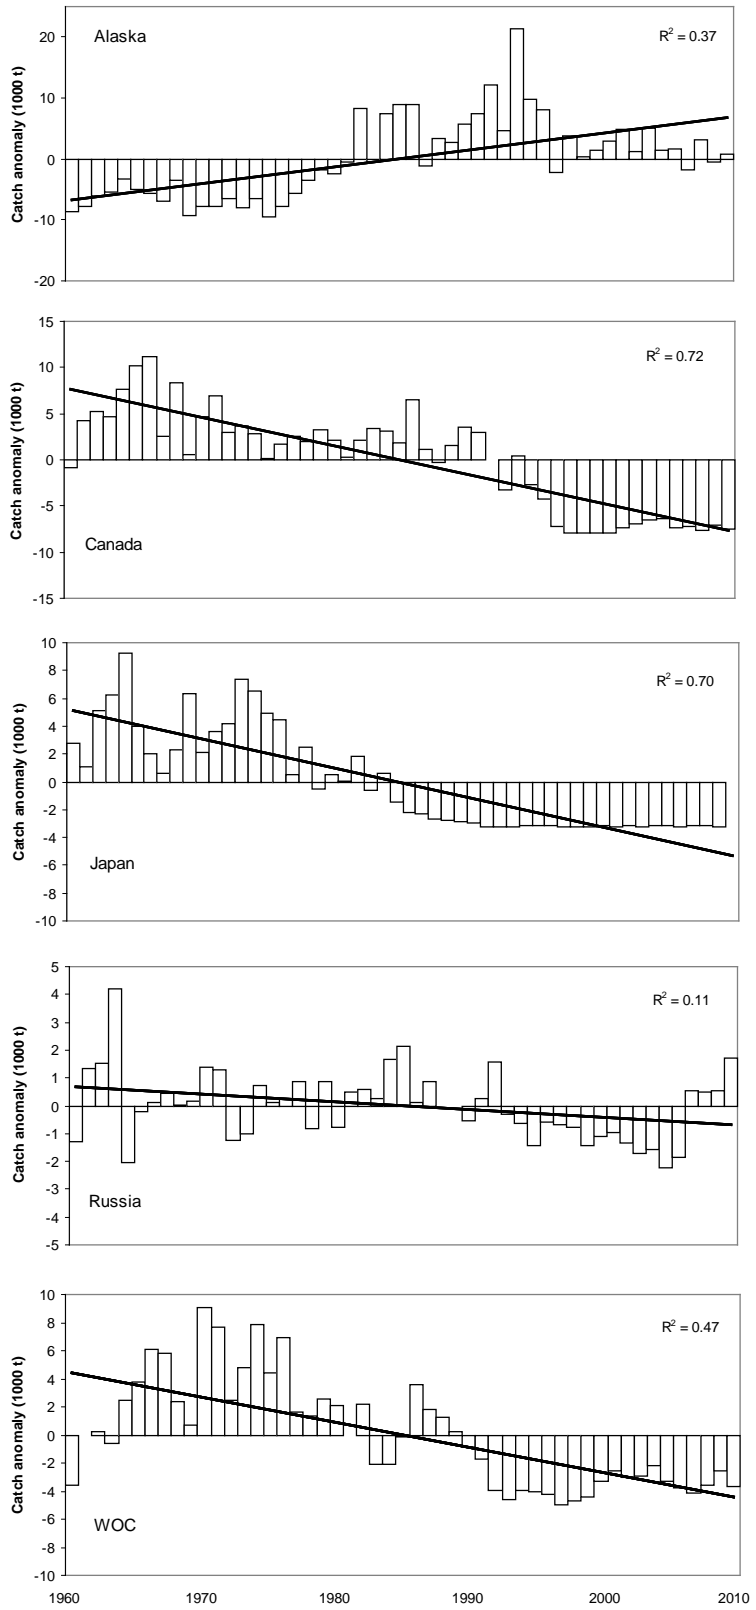 Alaska
R² = 0.37
Catch anomaly (1000 t)
20
10
0
-10
-20
15
10
5
0
-5
-10
-15
Catch anomaly (1000 t)
R² = 0.72
Canada
10
8
6
4
2
0
-2
-4
-6
-8
-10
Catch anomaly (1000 t)
R² = 0.70
Japan
5
4
3
2
1
0
-1
-2
-3
-4
-5
Catch anomaly (1000 t)
R² = 0.11
Russia
10
8
6
4
2
0
-2
-4
-6
-8
-10
Catch anomaly (1000 t)
R² = 0.47
WOC
1960 1970 1980 1990 2000 2010